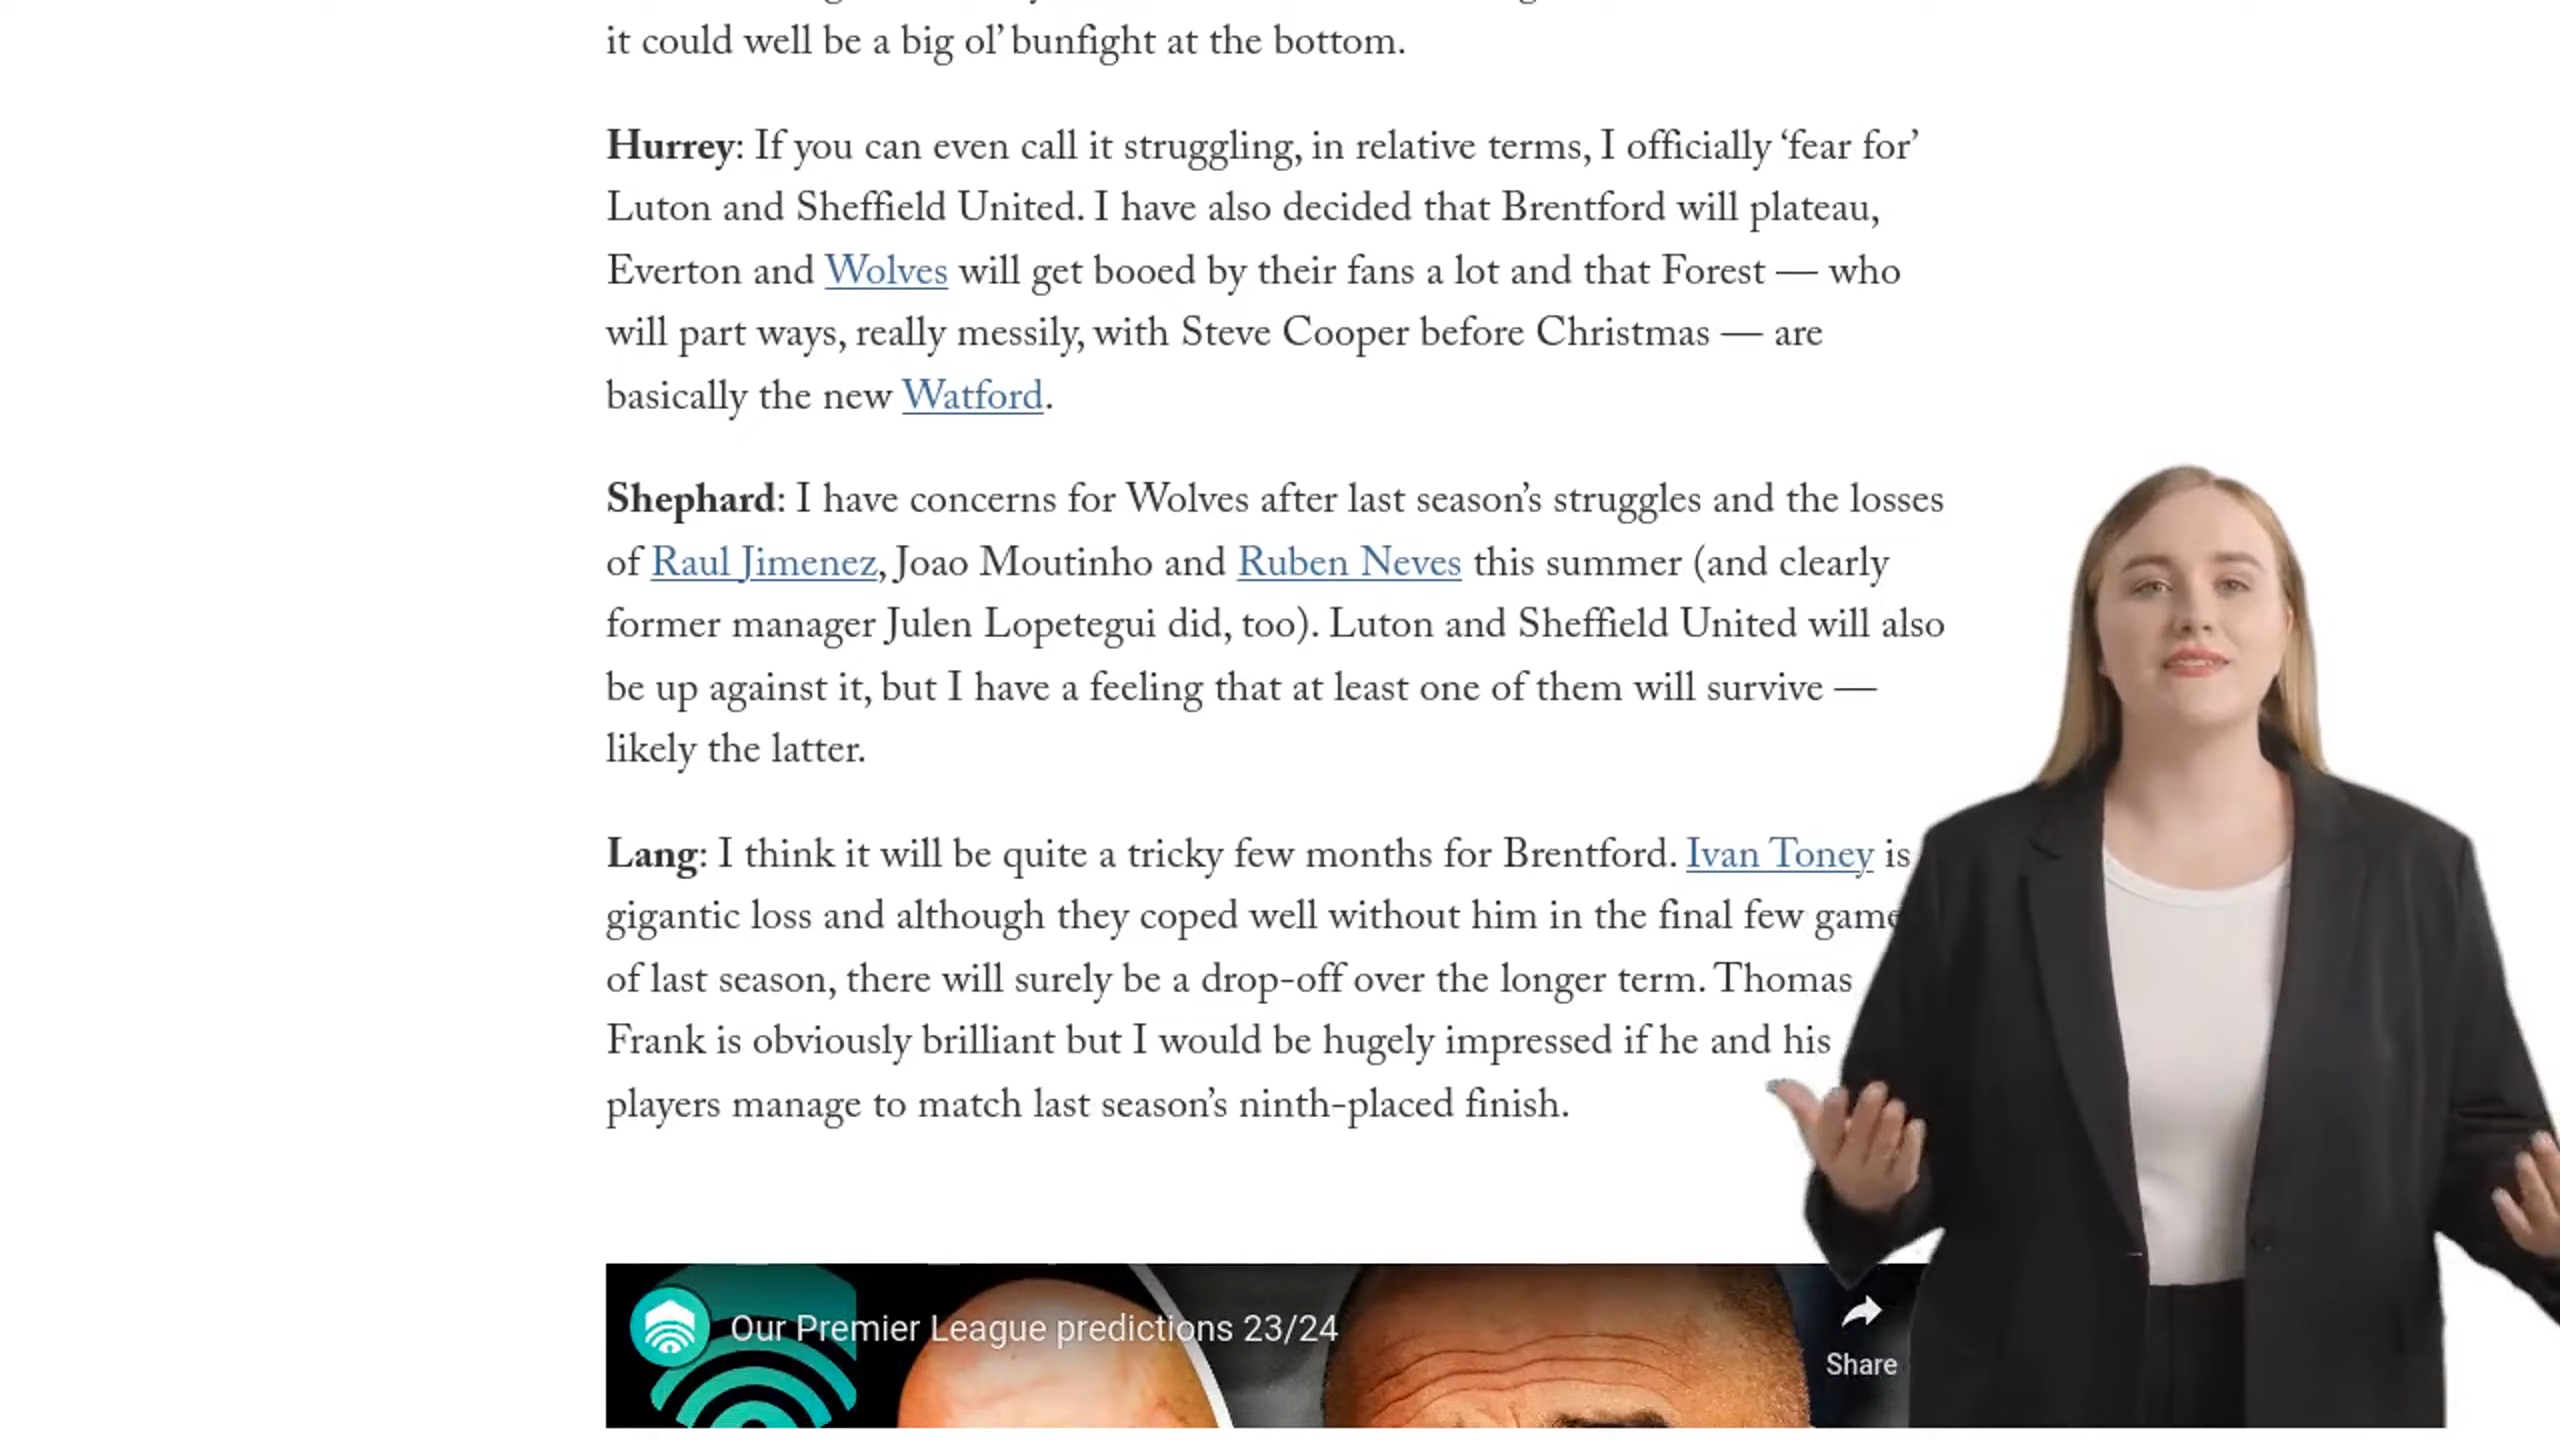 it could well be a big ol’ bunfight at the bottom.
Hurrey: If you can even call it struggling, in relative terms, I officially ‘fear for’
Luton and Sheffield United. I have also decided that Brentford will plateau,
Everton and Wolves will get booed by their fans a lot and that Forest — who
will part ways, really messily, with Steve Cooper before Christmas — are
basically the new Watford.
Shephard: I have concerns for Wolves after last season’s struggles and the losses
of Raul Jimenez, Joao Moutinho and Ruben Neves this summer (and clearly
former manager Julen Lopetegui did, too). Luton and Sheffield United will also
be up against it, but I have a feeling that at least one of them will survive —
likely the latter.
Lang: I think it will be quite a tricky few months for Brentford. Ivan Toney is
gigantic loss and although they coped well without him in the final few game
of last season, there will surely be a drop-off over the longer term. Thomas
Frank is obviously brilliant but I would be hugely impressed if he and his
players manage to match last season’s ninth-placed finish.
Our Premier League predictions 23/24
Share